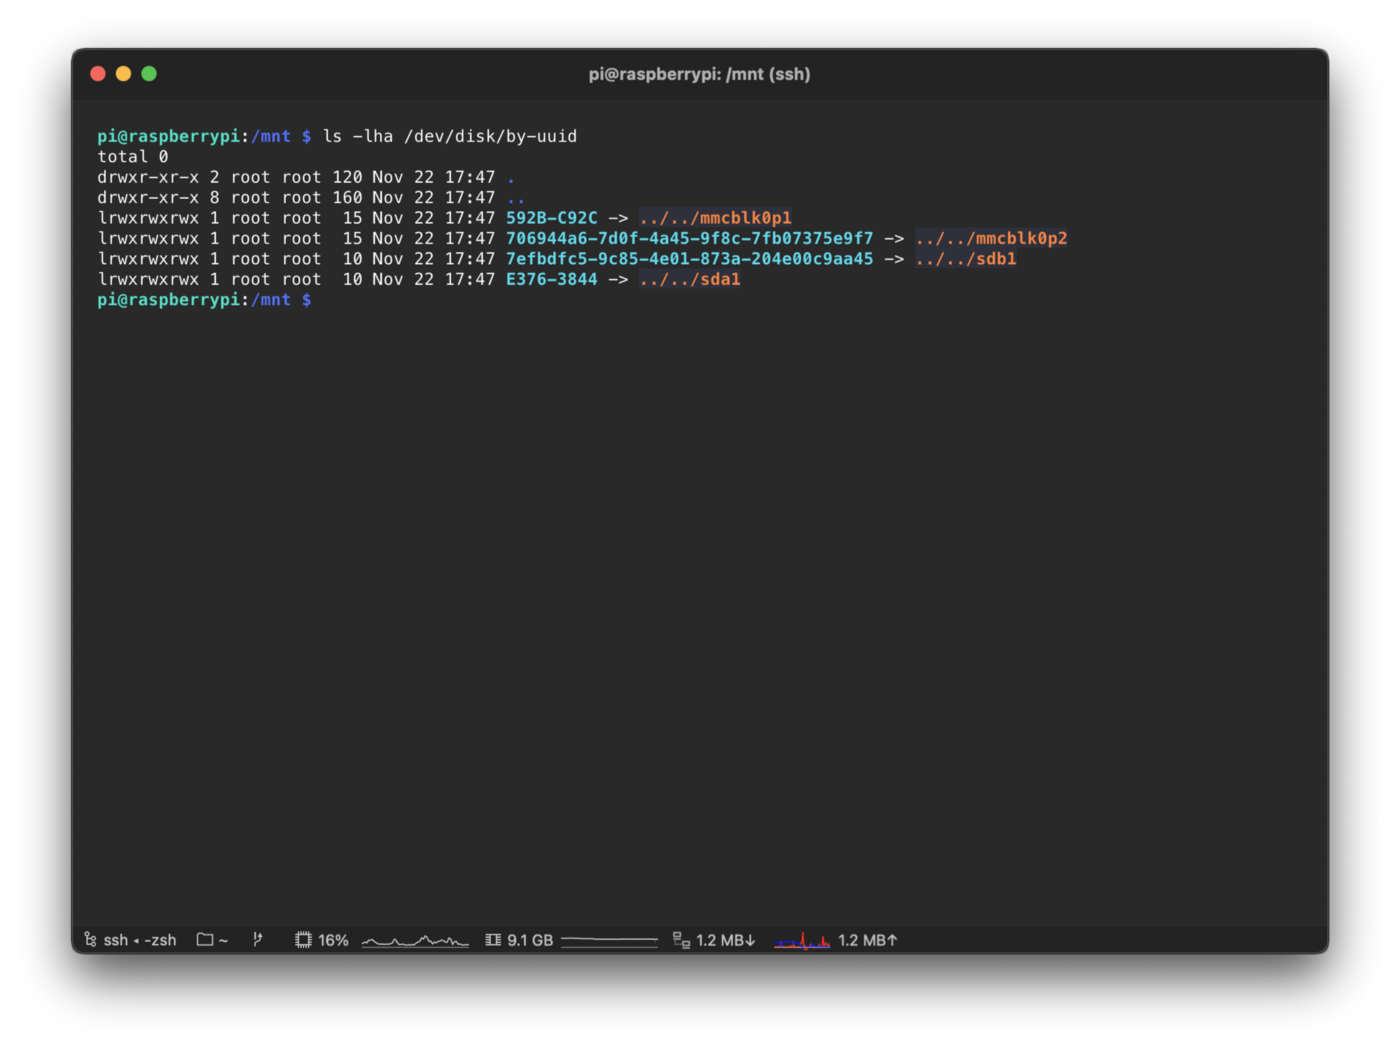 pi@raspberrypi: /mnt (ssh)
pi@raspberrypi:/mnt $ ls -lha /dev/disk/by-uuid
total 0
drwxr-xr-x 2 root root 120 Nov 22 17:47 .
drwxr-xr-x 8 root root 160 Nov 22 17:47 ..
lrwxrwxrwx 1 root root  15 Nov 22 17:47 592B-C92C -> ../../mmcblk0p1
lrwxrwxrwx 1 root root  15 Nov 22 17:47 706944a6-7d0f-4a45-9f8c-7fb07375e9f7 -> ../../mmcblk0p2
lrwxrwxrwx 1 root root  10 Nov 22 17:47 7efbdfc5-9c85-4e01-873a-204e00c9aa45 -> ../../sdb1
lrwxrwxrwx 1 root root  10 Nov 22 17:47 E376-3844 -> ../../sda1
pi@raspberrypi:/mnt $
ssh ◂ -zsh ~ 16% 9.1 GB 1.2 MB↓ 1.2 MB↑